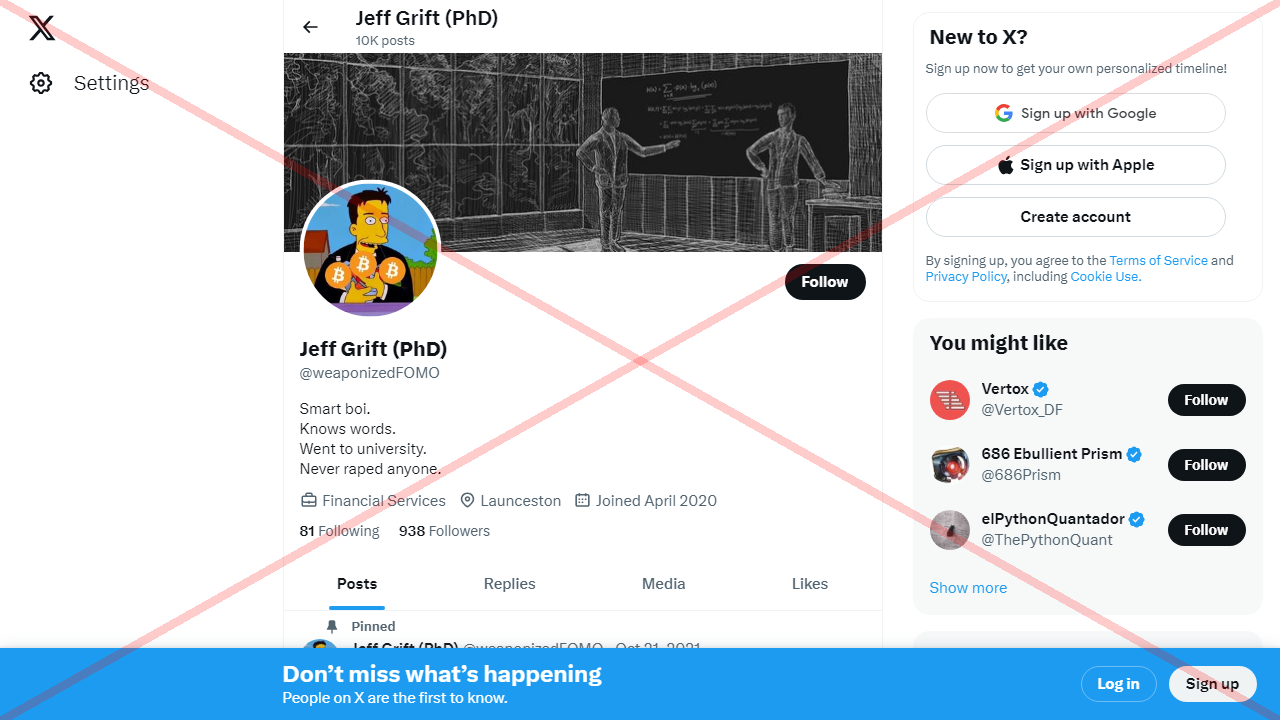 Settings
Jeff Grift (PhD)
10K posts
Follow
Jeff Grift (PhD)
@weaponizedFOMO
Smart boi.
Knows words.
Went to university.
Never raped anyone.
Financial Services Launceston Joined April 2020
81 Following 938 Followers
Posts Replies Media Likes
Pinned
Jeff Grift (PhD) @weaponizedFOMO · Oct 21, 2021
New to X?
Sign up now to get your own personalized timeline!
Sign up with Google
Sign up with Apple
Create account
By signing up, you agree to the Terms of Service and
Privacy Policy, including Cookie Use.
You might like
Vertox
@Vertox_DF
Follow
686 Ebullient Prism
@686Prism
Follow
elPythonQuantador
@ThePythonQuant
Follow
Show more
Don’t miss what’s happening
People on X are the first to know.
Log in
Sign up